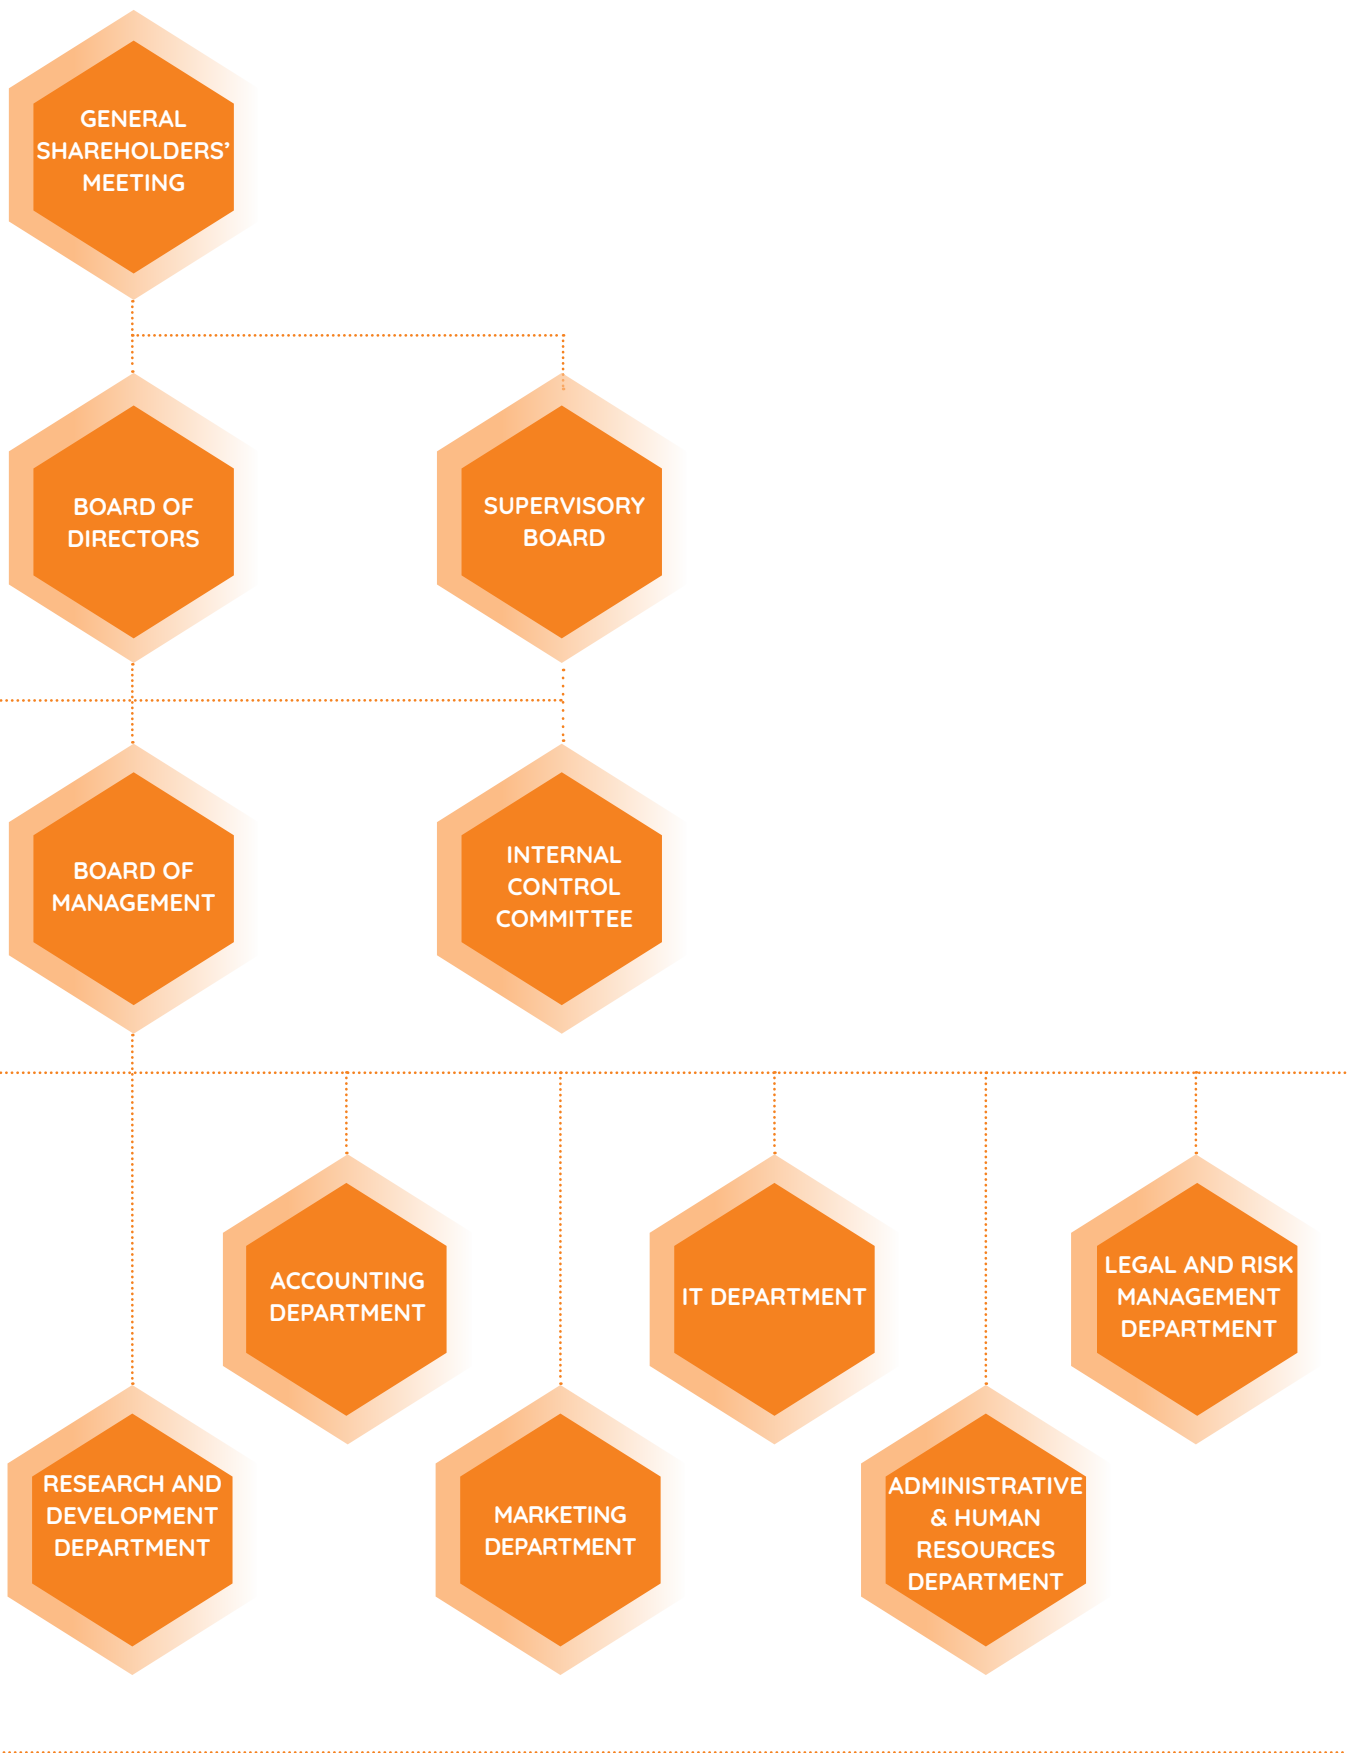 GENERAL
SHAREHOLDERS’
MEETING
BOARD OF
DIRECTORS
SUPERVISORY
BOARD
BOARD OF
MANAGEMENT
INTERNAL
CONTROL
COMMITTEE
ACCOUNTING
DEPARTMENT
IT DEPARTMENT
LEGAL AND RISK
MANAGEMENT
DEPARTMENT
RESEARCH AND
DEVELOPMENT
DEPARTMENT
MARKETING
DEPARTMENT
ADMINISTRATIVE
& HUMAN
RESOURCES
DEPARTMENT